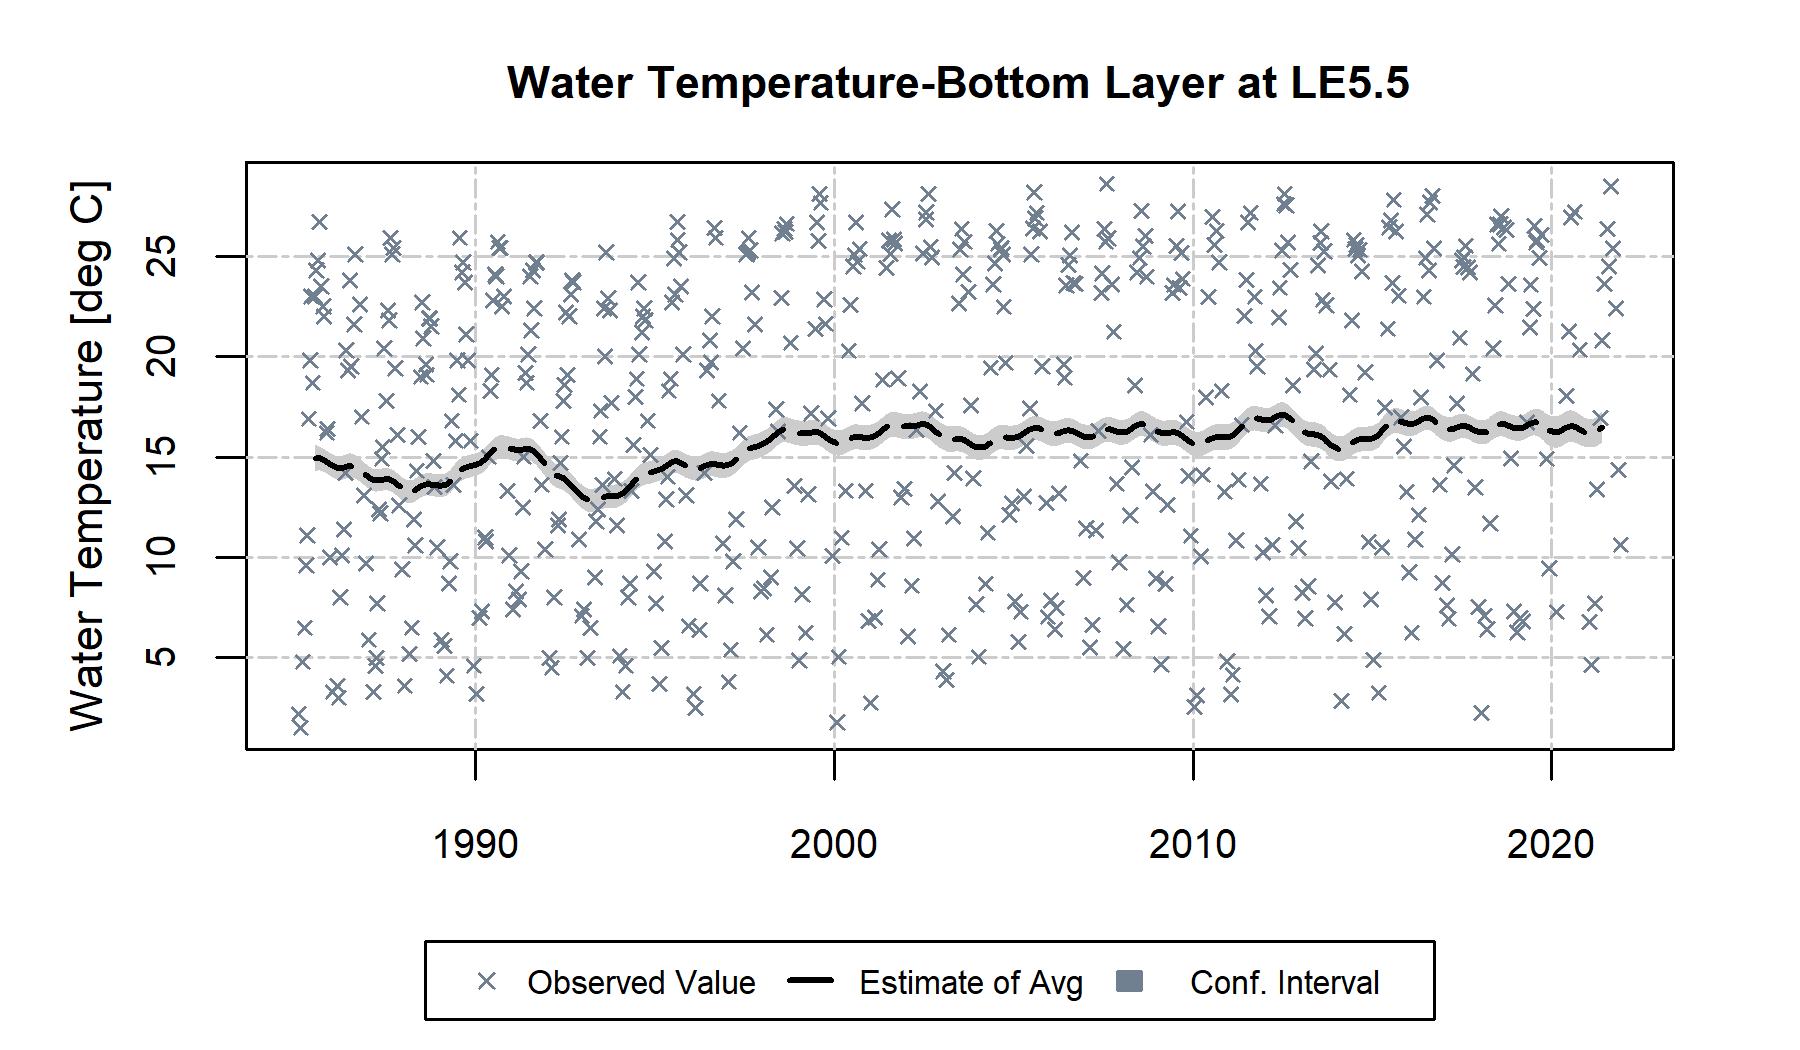 Water Temperature-Bottom Layer at LE5.5
Water Temperature [deg C]
25
20
15
10
5
1990 2000 2010 2020
Observed Value Estimate of Avg Conf. Interval